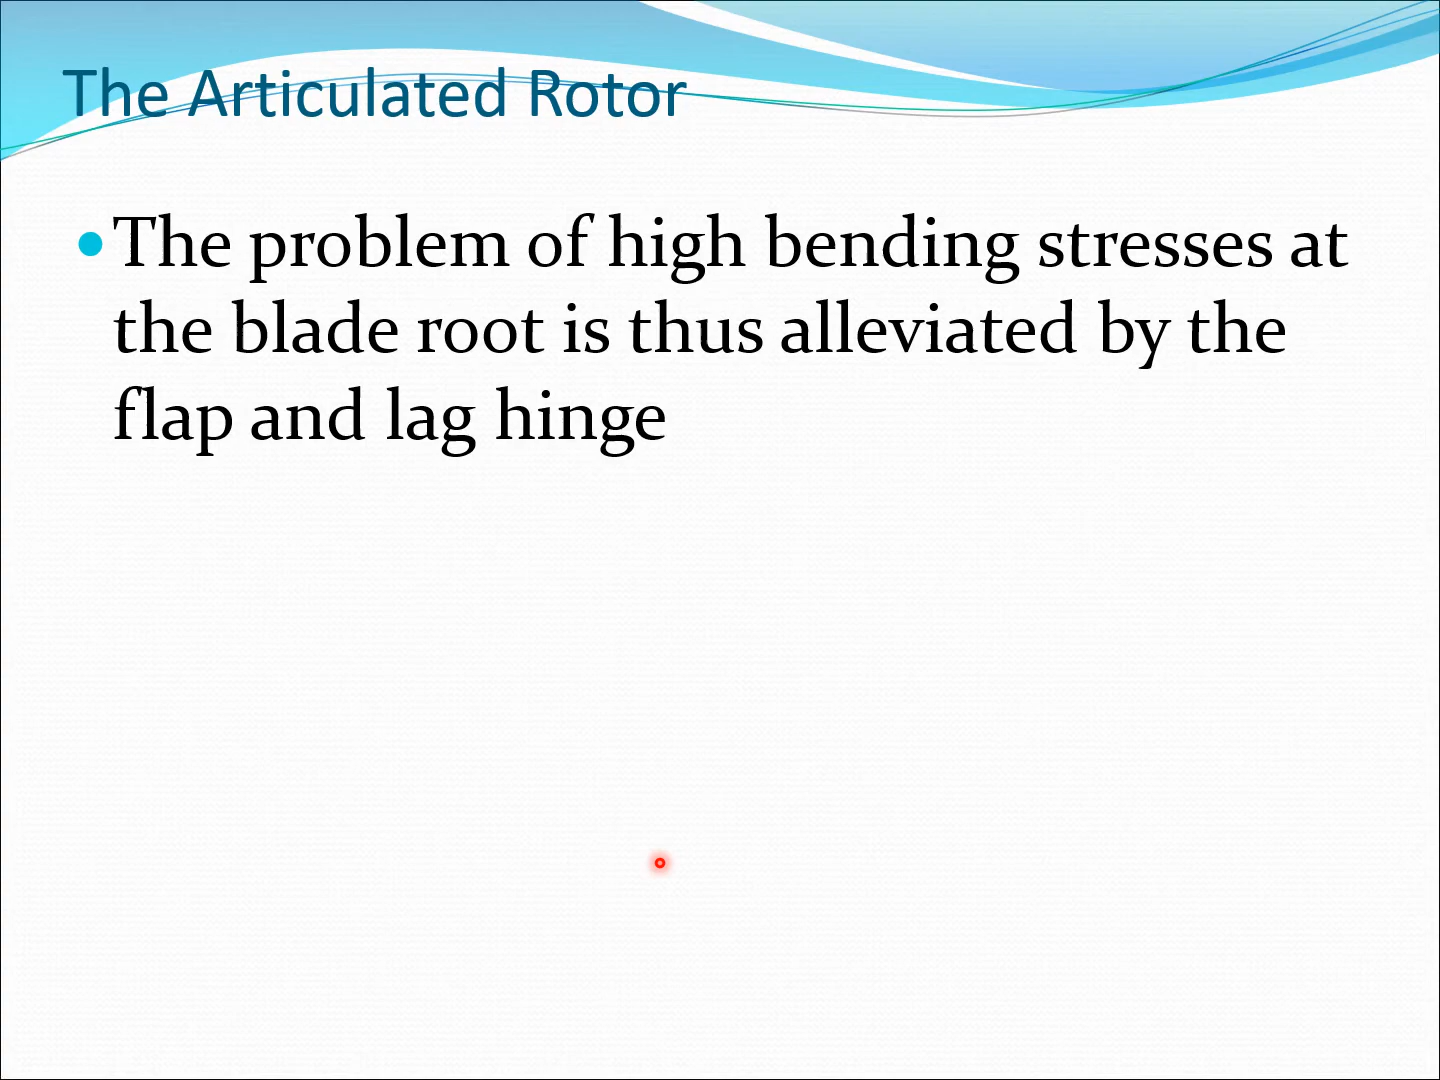 The Articulated Rotor
• The problem of high bending stresses at
the blade root is thus alleviated by the
flap and lag hinge